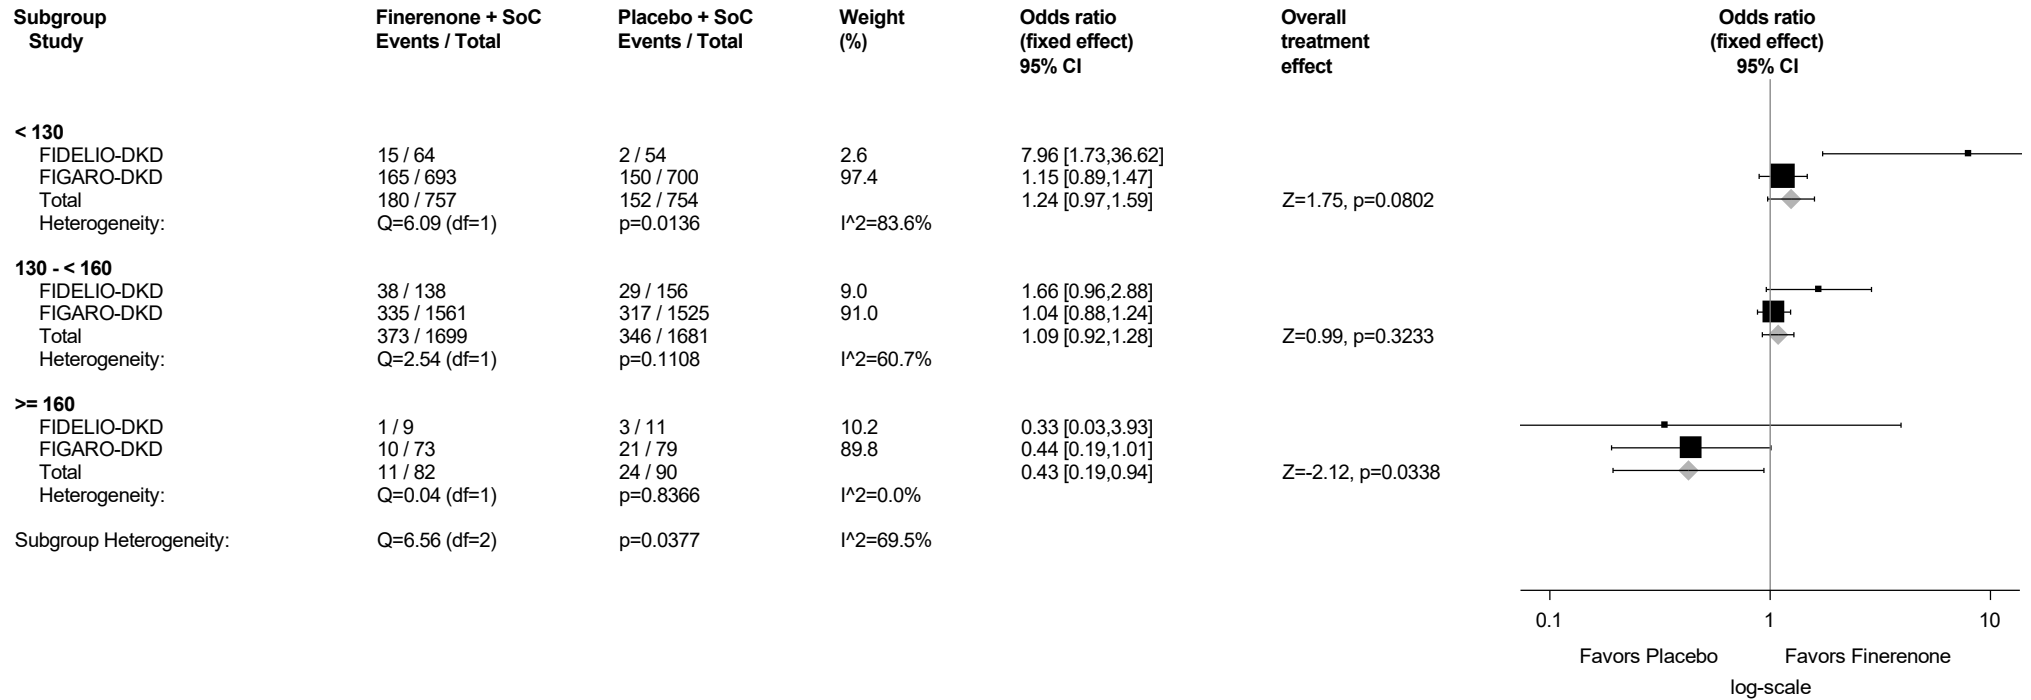 Subgroup Finerenone + SoC Placebo + SoC Weight Odds ratio Overall Odds ratio
Study Events / Total Events / Total (%) (fixed effect) treatment (fixed effect)
95% CI effect 95% CI
< 130
FIDELIO-DKD 15 / 64 2 / 54 2.6 7.96 [1.73,36.62]
FIGARO-DKD 165 / 693 150 / 700 97.4 1.15 [0.89,1.47]
Total 180 / 757 152 / 754 1.24 [0.97,1.59] Z=1.75, p=0.0802
Heterogeneity: Q=6.09 (df=1) p=0.0136 I^2=83.6%
130 - < 160
FIDELIO-DKD 38 / 138 29 / 156 9.0 1.66 [0.96,2.88]
FIGARO-DKD 335 / 1561 317 / 1525 91.0 1.04 [0.88,1.24]
Total 373 / 1699 346 / 1681 1.09 [0.92,1.28] Z=0.99, p=0.3233
Heterogeneity: Q=2.54 (df=1) p=0.1108 I^2=60.7%
>= 160
FIDELIO-DKD 1 / 9 3 / 11 10.2 0.33 [0.03,3.93]
FIGARO-DKD 10 / 73 21 / 79 89.8 0.44 [0.19,1.01]
Total 11 / 82 24 / 90 0.43 [0.19,0.94] Z=-2.12, p=0.0338
Heterogeneity: Q=0.04 (df=1) p=0.8366 I^2=0.0%
Subgroup Heterogeneity: Q=6.56 (df=2) p=0.0377 I^2=69.5%
0.1 1 10
Favors Placebo Favors Finerenone
log-scale